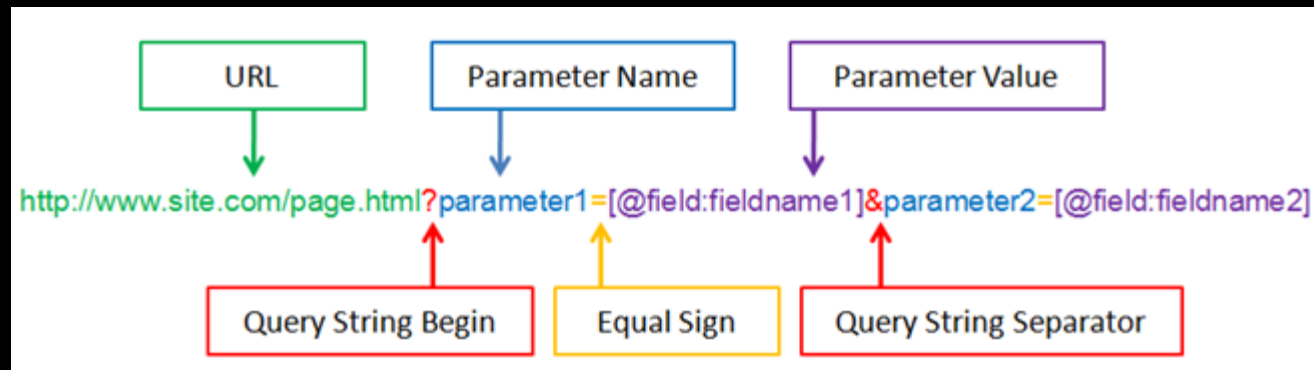 URL
Parameter Name
Parameter Value
http://www.site.com/page.html?parameter1=[@field:fieldname1]&parameter2=[@field:fieldname2]
Query String Begin
Equal Sign
Query String Separator